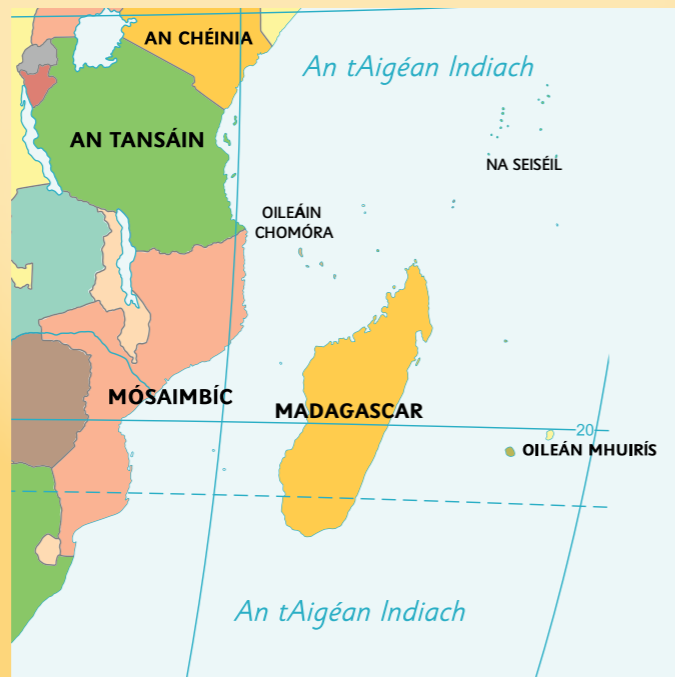 AN CHÉINIA
An tAigéan Indiach
AN TANSÁIN
NA SEISÉIL
OILEÁIN
CHOMÓRA
MÓSAIMBÍC
MADAGASCAR
20
OILEÁN MHUIRÍS
An tAigéan Indiach